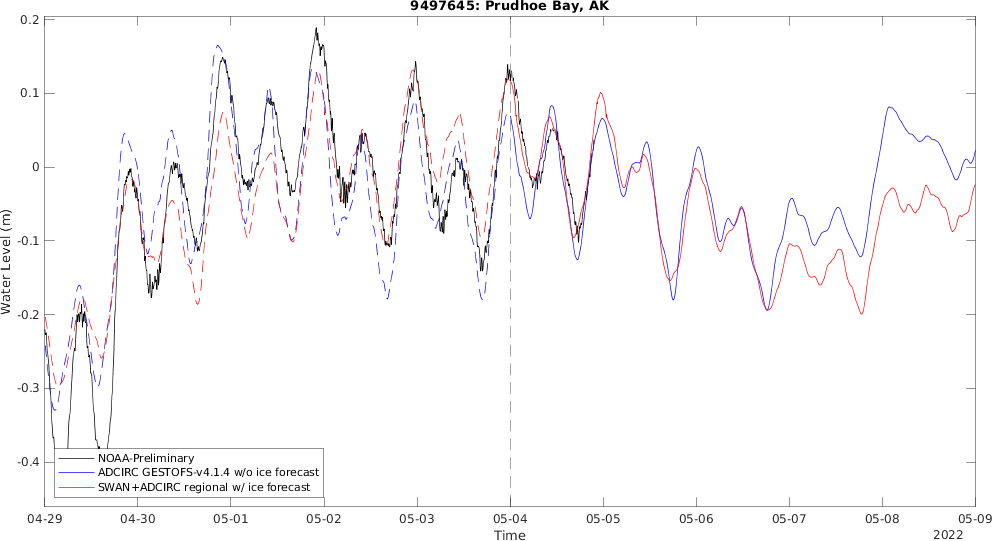 9497645: Prudhoe Bay, AK
0.2
0.1
0
-0.1
-0.2
-0.3
-0.4
Water Level (m)
NOAA-Preliminary
ADCIRC GESTOFS-v4.1.4 w/o ice forecast
SWAN+ADCIRC regional w/ ice forecast
04-29 04-30 05-01 05-02 05-03 05-04 05-05 05-06 05-07 05-08 05-09
Time
2022